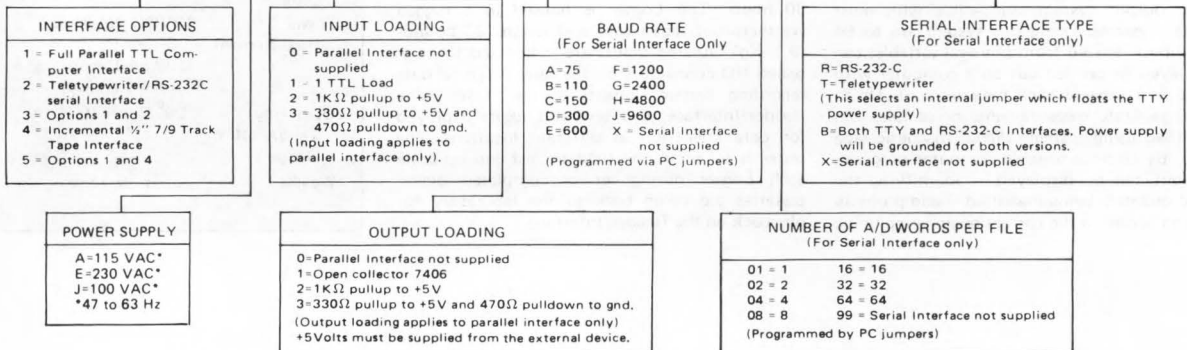 INTERFACE OPTIONS
1 = Full Parallel TTL Com-
puter Interface
2 = Teletypewriter/RS-232C
serial Interface
3 = Options 1 and 2
4 = Incremental ½" 7/9 Track
Tape Interface
5 = Options 1 and 4
INPUT LOADING
0 = Parallel Interface not
supplied
1 = 1 TTL Load
2 = 1KΩ pullup to +5V
3 = 330Ω pullup to +5V and
470Ω pulldown to gnd.
(Input loading applies to
parallel interface only).
BAUD RATE
(For Serial Interface Only)
A=75 F=1200
B=110 G=2400
C=150 H=4800
D=300 J=9600
E=600 X = Serial Interface
not supplied
(Programmed via PC jumpers)
SERIAL INTERFACE TYPE
(For Serial Interface only)
R=RS-232-C
T=Teletypewriter
(This selects an internal jumper which floats the TTY
power supply)
B=Both TTY and RS-232-C Interfaces. Power supply
will be grounded for both versions.
X=Serial Interface not supplied
POWER SUPPLY
A=115 VAC*
E=230 VAC*
J=100 VAC*
*47 to 63 Hz
OUTPUT LOADING
0=Parallel Interface not supplied
1=Open collector 7406
2=1KΩ pullup to +5V
3=330Ω pullup to +5V and 470Ω pulldown to gnd.
(Output loading applies to parallel interface only)
+5Volts must be supplied from the external device.
NUMBER OF A/D WORDS PER FILE
(For Serial Interface only)
01 = 1 16 = 16
02 = 2 32 = 32
04 = 4 64 = 64
08 = 8 99 = Serial Interface not supplied
(Programmed by PC jumpers)